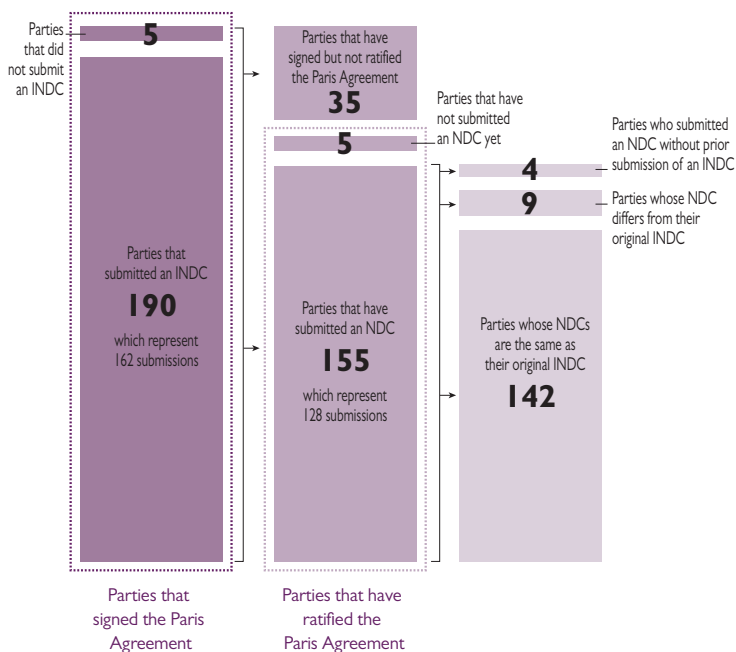 Parties
that did
not submit
an INDC
5
Parties that
submitted an INDC
190
which represent
162 submissions
Parties that
signed the Paris
Agreement
Parties that have
signed but not ratified
the Paris Agreement
35
Parties that have
not submitted
an NDC yet
5
Parties that have
submitted an NDC
155
which represent
128 submissions
Parties that have
ratified the
Paris Agreement
Parties who submitted
an NDC without prior
submission of an INDC
4
9
Parties whose NDC
differs from their
original INDC
Parties whose NDCs
are the same as
their original INDC
142